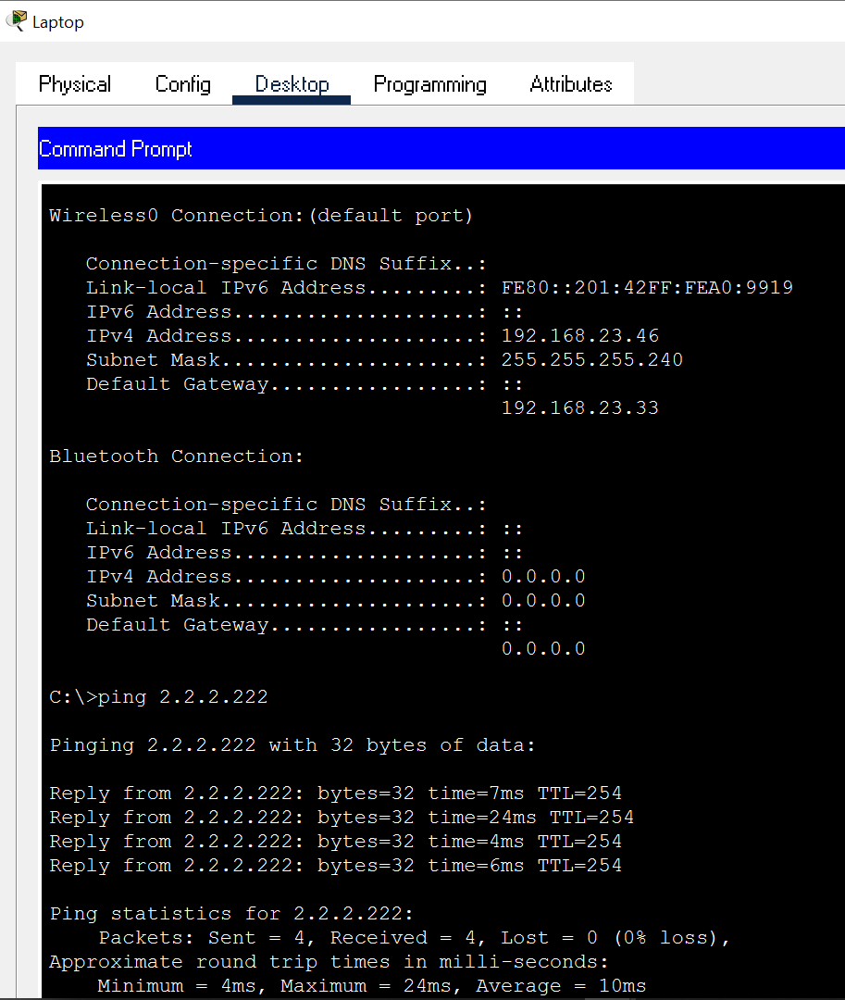 Laptop
Physical Config Desktop Programming Attributes
Command Prompt
Wireless0 Connection:(default port)
Connection-specific DNS Suffix..:
Link-local IPv6 Address.........: FE80::201:42FF:FEA0:9919
IPv6 Address....................: ::
IPv4 Address....................: 192.168.23.46
Subnet Mask.....................: 255.255.255.240
Default Gateway.................: ::
192.168.23.33
Bluetooth Connection:
Connection-specific DNS Suffix..:
Link-local IPv6 Address.........: ::
IPv6 Address....................: ::
IPv4 Address....................: 0.0.0.0
Subnet Mask.....................: 0.0.0.0
Default Gateway.................: ::
0.0.0.0
C:\>ping 2.2.2.222
Pinging 2.2.2.222 with 32 bytes of data:
Reply from 2.2.2.222: bytes=32 time=7ms TTL=254
Reply from 2.2.2.222: bytes=32 time=24ms TTL=254
Reply from 2.2.2.222: bytes=32 time=4ms TTL=254
Reply from 2.2.2.222: bytes=32 time=6ms TTL=254
Ping statistics for 2.2.2.222:
Packets: Sent = 4, Received = 4, Lost = 0 (0% loss),
Approximate round trip times in milli-seconds:
Minimum = 4ms, Maximum = 24ms, Average = 10ms